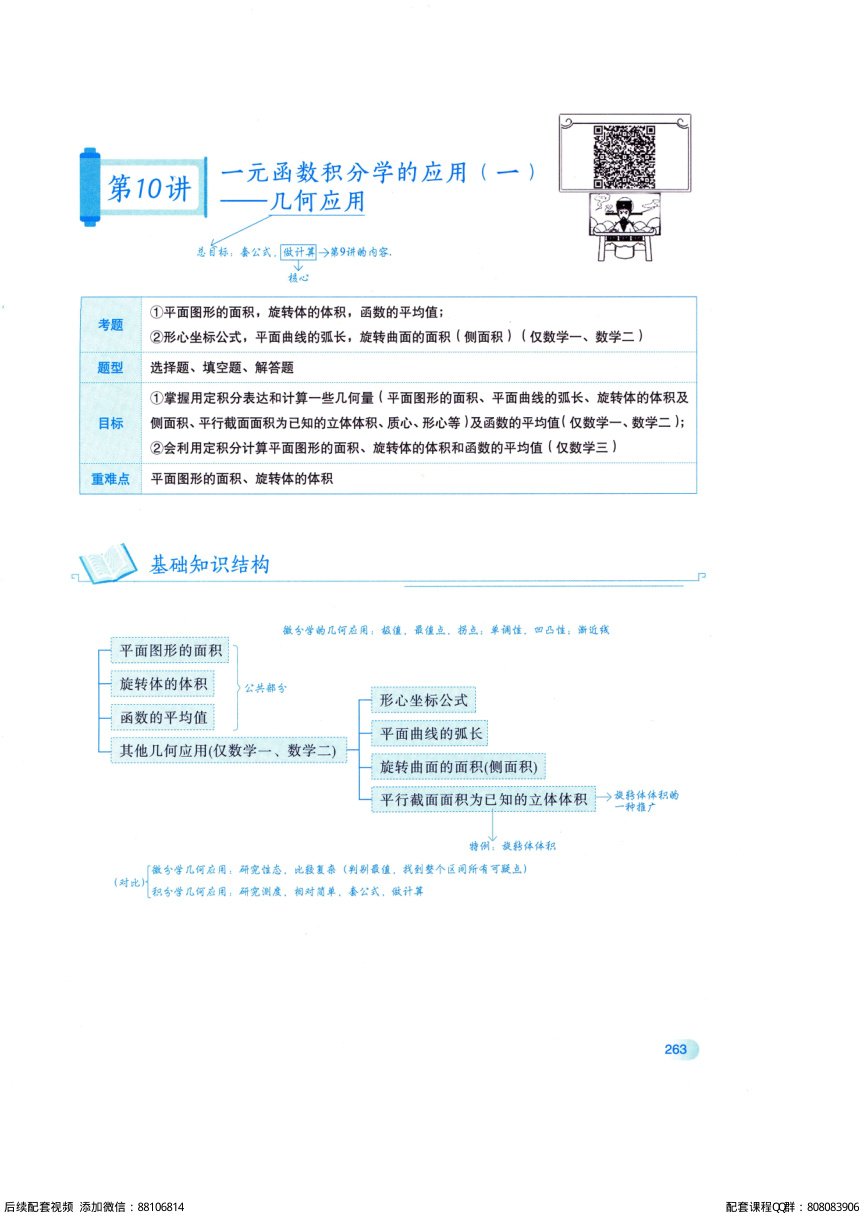 第10讲
一元函数积分学的应用（一）
——几何应用
总目标：套公式，做计算→第9讲的内容．
核心
考题
①平面图形的面积，旋转体的体积，函数的平均值；
②形心坐标公式，平面曲线的弧长，旋转曲面的面积（侧面积）（仅数学一、数学二）
题型
选择题、填空题、解答题
目标
①掌握用定积分表达和计算一些几何量（平面图形的面积、平面曲线的弧长、旋转体的体积及
侧面积、平行截面面积为已知的立体体积、质心、形心等）及函数的平均值（仅数学一、数学二）；
②会利用定积分计算平面图形的面积、旋转体的体积和函数的平均值（仅数学三）
重难点
平面图形的面积、旋转体的体积
基础知识结构
微分学的几何应用：极值，最值点，拐点；单调性，凹凸性；渐近线
平面图形的面积
旋转体的体积
函数的平均值
公共部分
其他几何应用(仅数学一、数学二)
形心坐标公式
平面曲线的弧长
旋转曲面的面积(侧面积)
平行截面面积为已知的立体体积
→旋转体体积的
一种推广
特例：旋转体体积
(对比)
微分学几何应用：研究性态，比较复杂（判别最值，找到整个区间所有可疑点）
积分学几何应用：研究测度，相对简单，套公式，做计算
263
后续配套视频 添加微信：88106814
配套课程QQ群：808083906